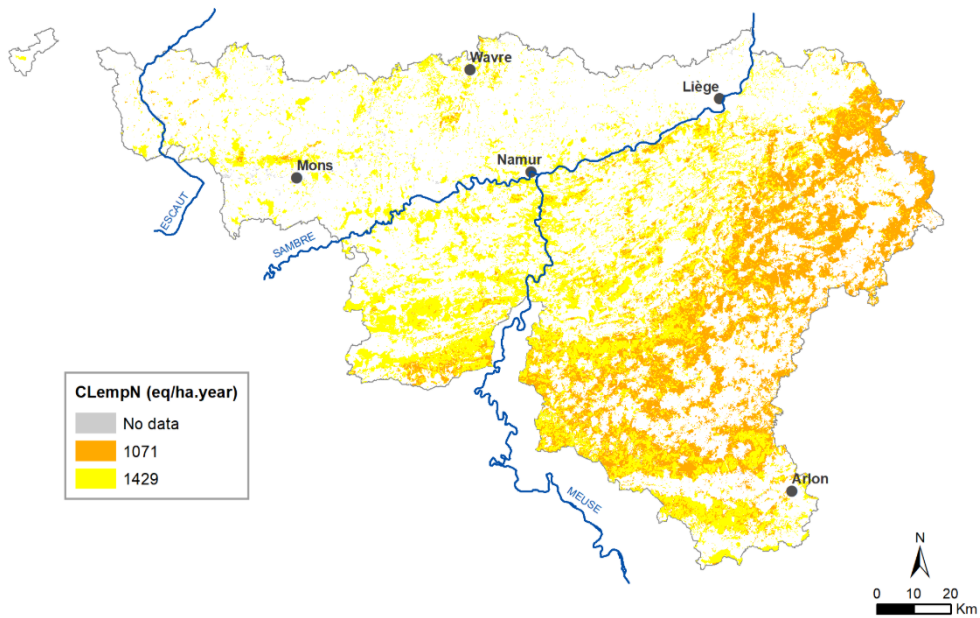 Wavre
Liège
Mons
Namur
ESCAUT
SAMBRE
CLempN (eq/ha.year)
No data
1071
1429
Arlon
MEUSE
N
0 10 20
Km